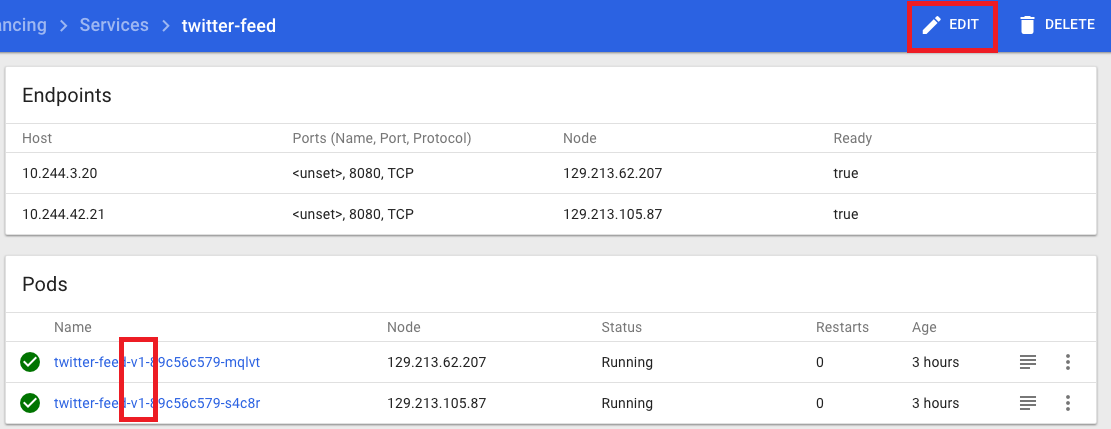 ancing > Services > twitter-feed EDIT DELETE
Endpoints
Host Ports (Name, Port, Protocol) Node Ready
10.244.3.20 <unset>, 8080, TCP 129.213.62.207 true
10.244.42.21 <unset>, 8080, TCP 129.213.105.87 true
Pods
Name Node Status Restarts Age
twitter-feed-v1-89c56c579-mqlvt 129.213.62.207 Running 0 3 hours
twitter-feed-v1-89c56c579-s4c8r 129.213.105.87 Running 0 3 hours